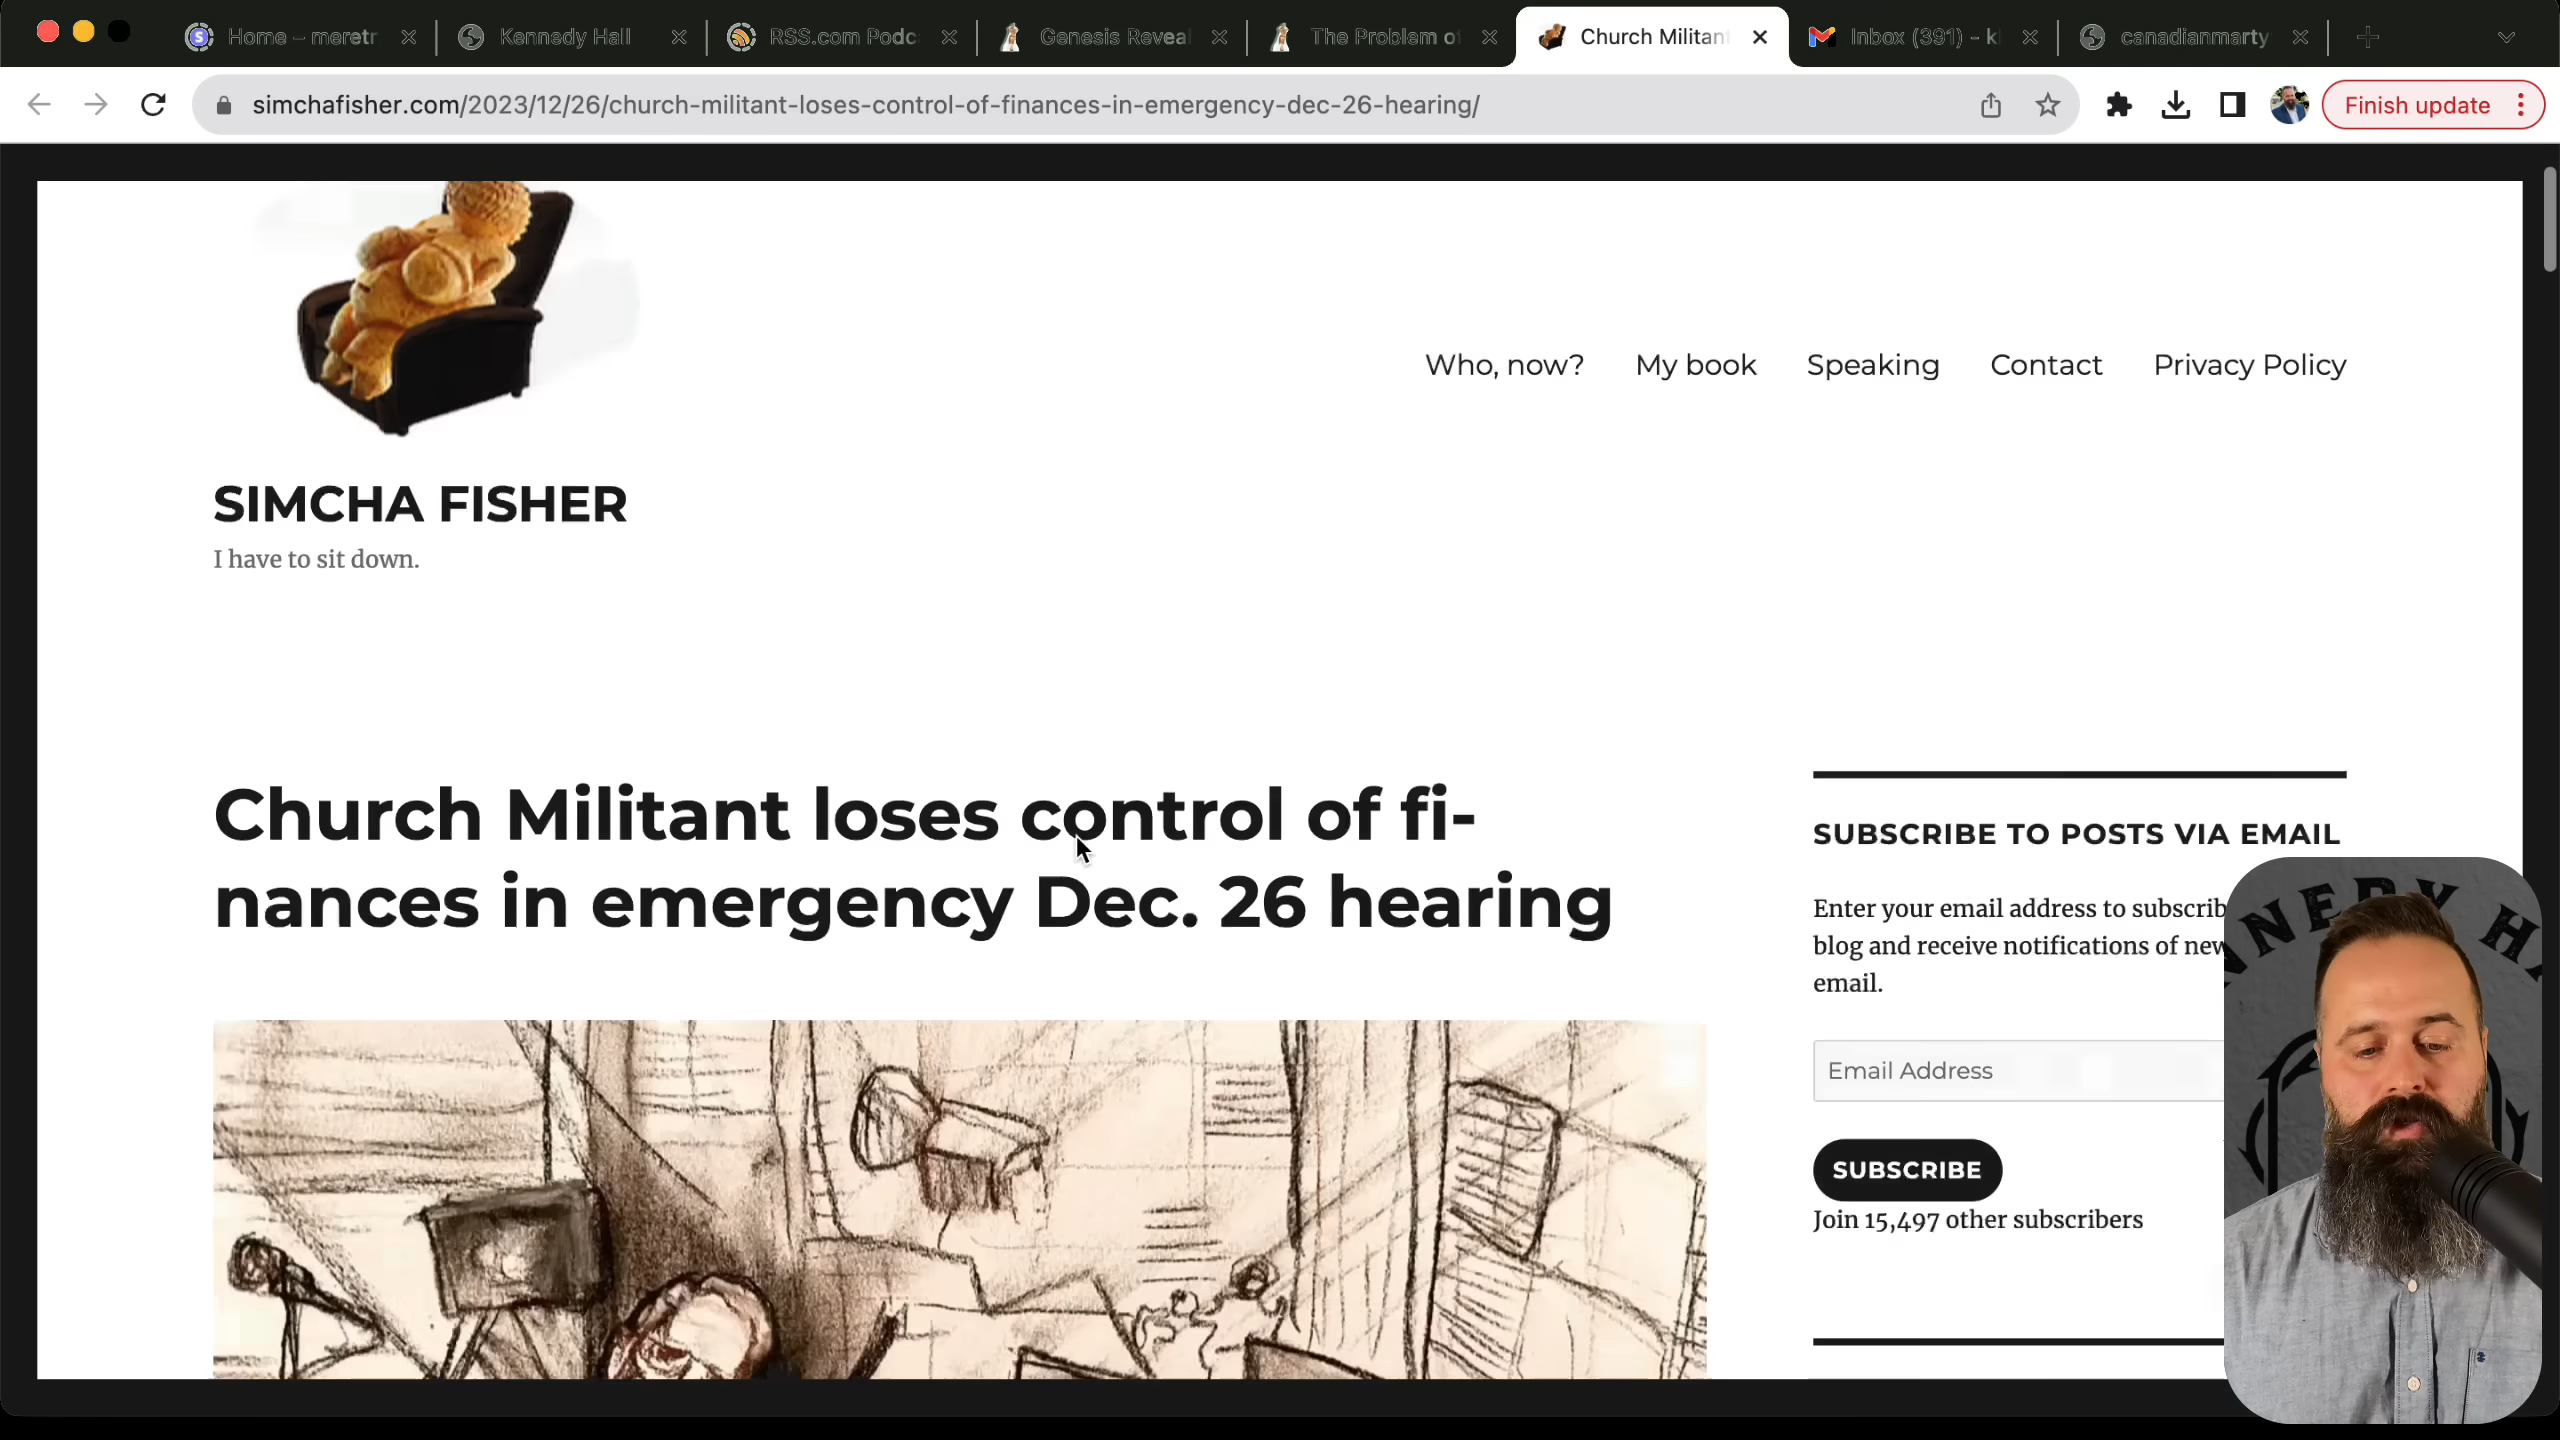 Home – meretr
Kennedy Hall
RSS.com Podc
Genesis Reveal
The Problem of
Church Militant
Inbox (391) - k
canadianmarty
simchafisher.com/2023/12/26/church-militant-loses-control-of-finances-in-emergency-dec-26-hearing/
Finish update
Who, now?
My book
Speaking
Contact
Privacy Policy
SIMCHA FISHER
I have to sit down.
Church Militant loses control of fi-
nances in emergency Dec. 26 hearing
SUBSCRIBE TO POSTS VIA EMAIL
Enter your email address to subscrib
blog and receive notifications of new
email.
Email Address
SUBSCRIBE
Join 15,497 other subscribers
NNEDY HA